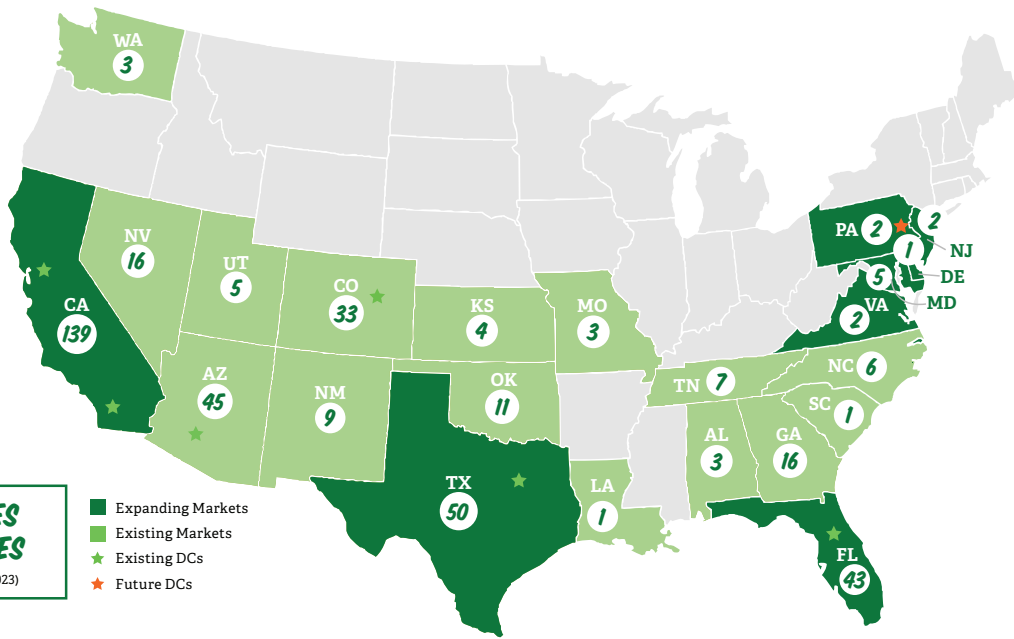 WA
3
NV
16
UT
5
CO
33
CA
139
AZ
45
NM
9
KS
4
MO
3
OK
11
TX
50
LA
1
TN 7
AL
3
GA
16
NC 6
SC 1
FL
43
PA 2
2
NJ
1
DE
5
MD
VA
2
ES
ES
023)
Expanding Markets
Existing Markets
Existing DCs
Future DCs